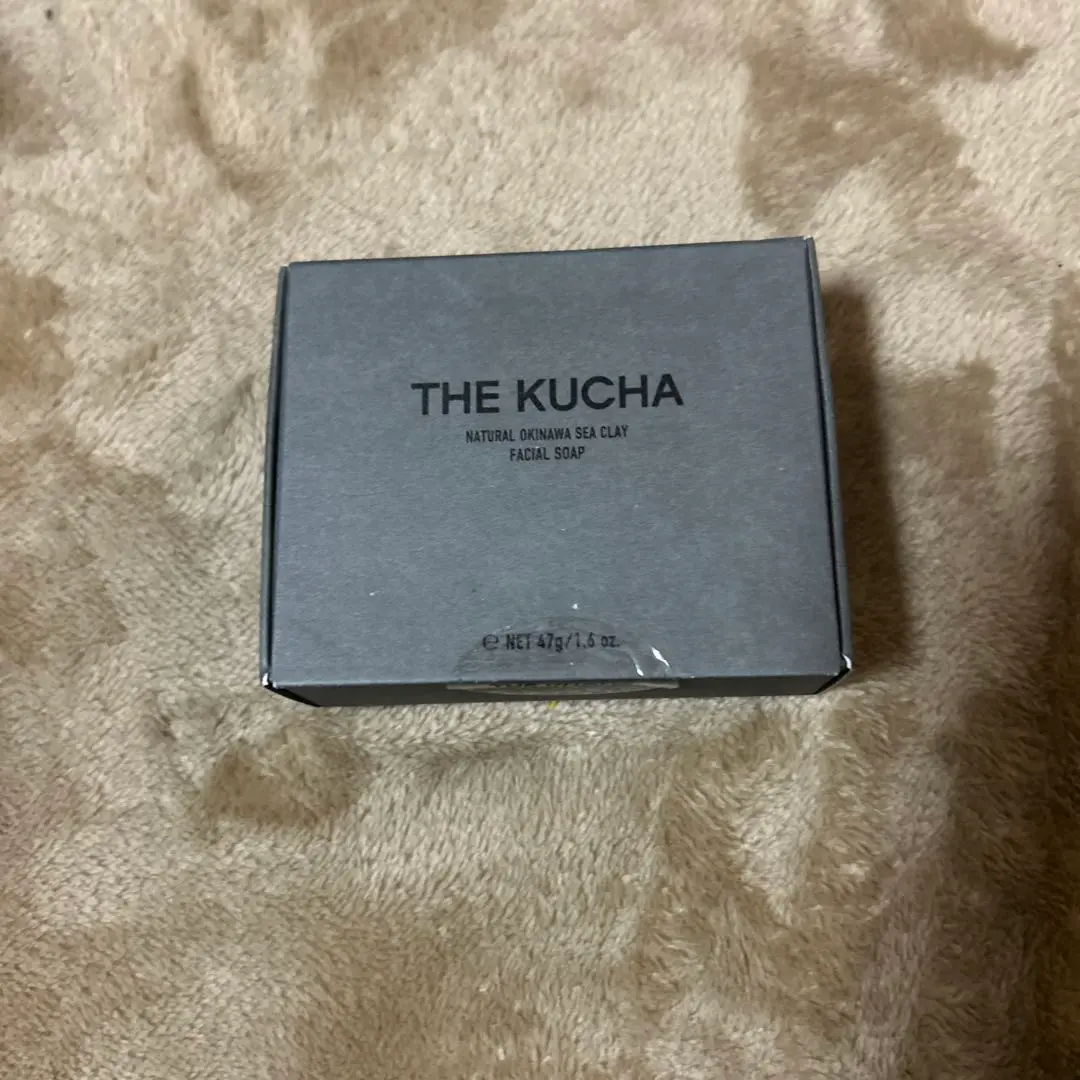 THE KUCHA
NATURAL OKINAWA SEA CLAY
FACIAL SOAP
℮ NET 47g/1.6 oz.